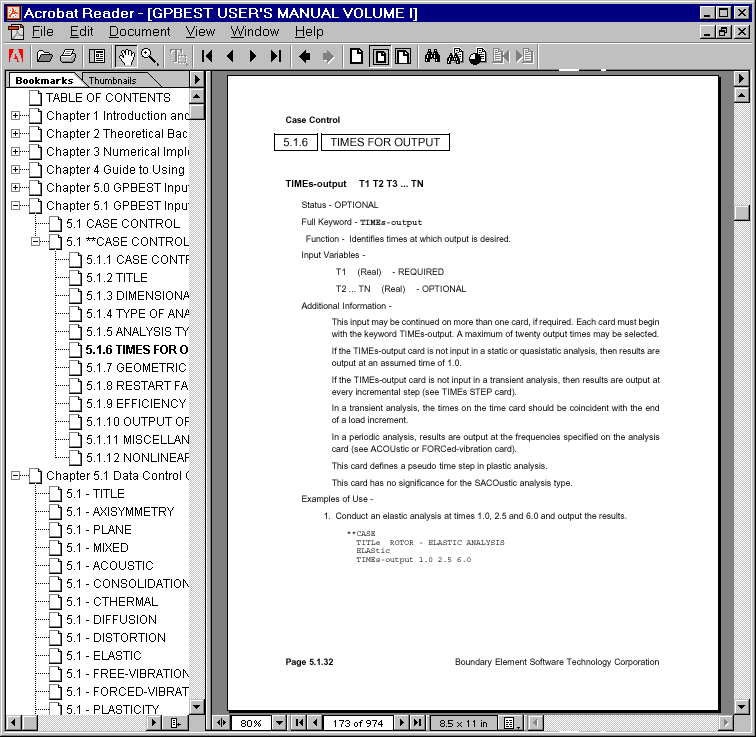 Acrobat Reader - [GPBEST USER'S MANUAL VOLUME I]
File Edit Document View Window Help
Bookmarks Thumbnails
TABLE OF CONTENTS
Chapter 1 Introduction and
Chapter 2 Theoretical Bac
Chapter 3 Numerical Imple
Chapter 4 Guide to Using
Chapter 5.0 GPBEST Inpu
Chapter 5.1 GPBEST Inpu
5.1 CASE CONTROL
5.1 **CASE CONTROL
5.1.1 CASE CONTR
5.1.2 TITLE
5.1.3 DIMENSIONA
5.1.4 TYPE OF ANA
5.1.5 ANALYSIS TY
5.1.6 TIMES FOR O
5.1.7 GEOMETRIC
5.1.8 RESTART FA
5.1.9 EFFICIENCY
5.1.10 OUTPUT OP
5.1.11 MISCELLAN
5.1.12 NONLINEAR
Chapter 5.1 Data Control C
5.1 - TITLE
5.1 - AXISYMMETRY
5.1 - PLANE
5.1 - MIXED
5.1 - ACOUSTIC
5.1 - CONSOLIDATION
5.1 - CTHERMAL
5.1 - DIFFUSION
5.1 - DISTORTION
5.1 - ELASTIC
5.1 - FREE-VIBRATION
5.1 - FORCED-VIBRAT
5.1 - PLASTICITY
Case Control
5.1.6 TIMES FOR OUTPUT
TIMEs-output T1 T2 T3 ... TN
Status - OPTIONAL
Full Keyword - TIMEs-output
Function - Identifies times at which output is desired.
Input Variables -
T1 (Real) - REQUIRED
T2 ... TN (Real) - OPTIONAL
Additional Information -
This input may be continued on more than one card, if required. Each card must begin
with the keyword TIMEs-output. A maximum of twenty output times may be selected.
If the TIMEs-output card is not input in a static or quasistatic analysis, then results are
output at an assumed time of 1.0.
If the TIMEs-output card is not input in a transient analysis, then results are output at
every incremental step (see TIMEs STEP card).
In a transient analysis, the times on the time card should be coincident with the end
of a load increment.
In a periodic analysis, results are output at the frequencies specified on the analysis
card (see ACOUstic or FORCed-vibration card).
This card defines a pseudo time step in plastic analysis.
This card has no significance for the SACOustic analysis type.
Examples of Use -
1. Conduct an elastic analysis at times 1.0, 2.5 and 6.0 and output the results.
**CASE
TITLe ROTOR - ELASTIC ANALYSIS
ELAStic
TIMEs-output 1.0 2.5 6.0
Page 5.1.32 Boundary Element Software Technology Corporation
80% 173 of 974 8.5 x 11 in